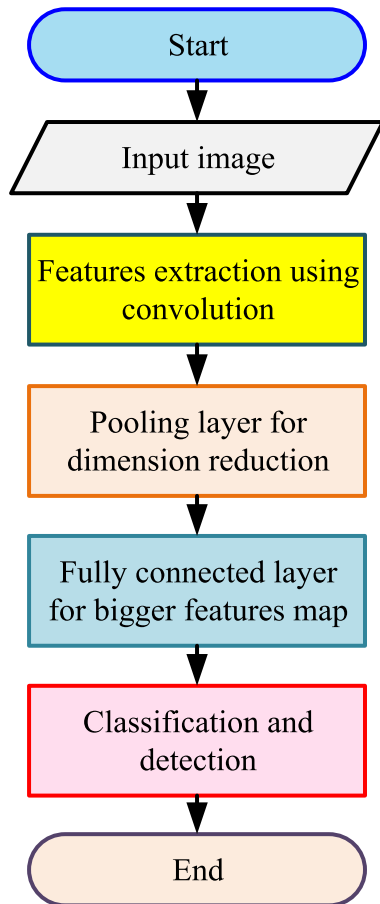 Start
Input image
Features extraction using
convolution
Pooling layer for
dimension reduction
Fully connected layer
for bigger features map
Classification and
detection
End